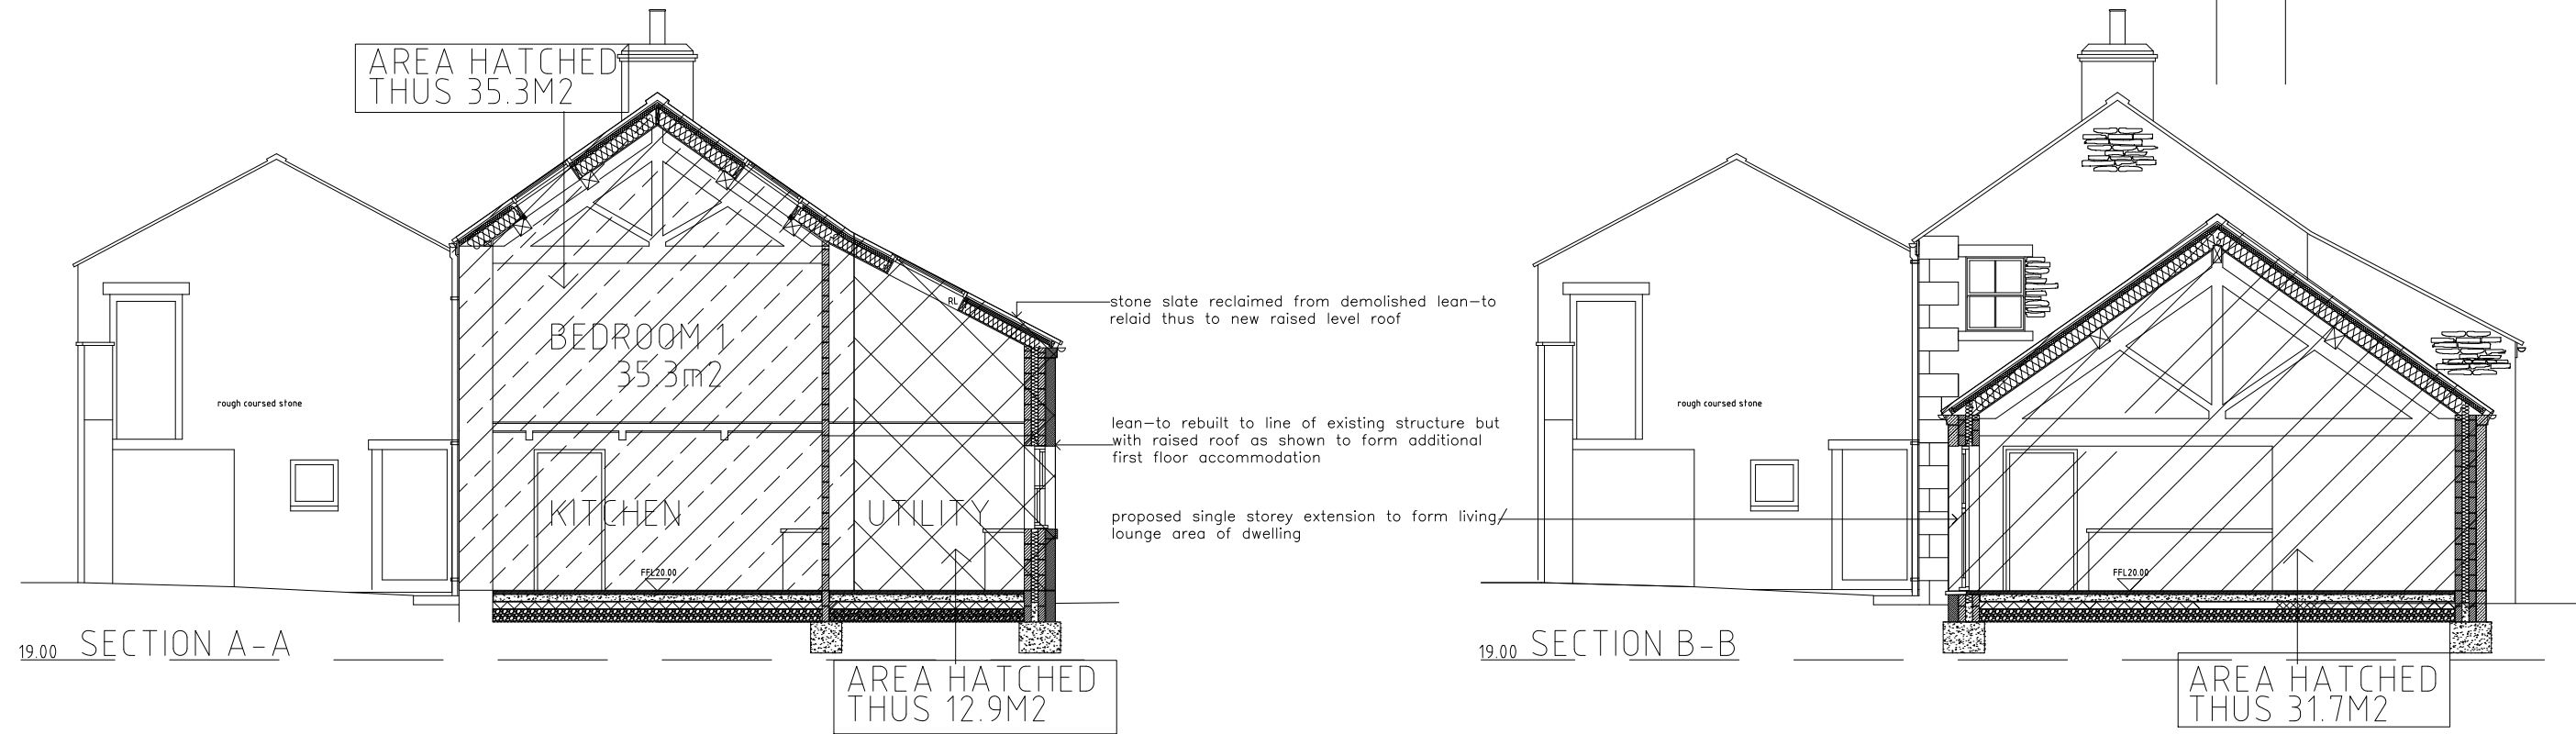 AREA HATCHED
THUS 35.3M2
RL
stone slate reclaimed from demolished lean-to
relaid thus to new raised level roof
BEDROOM 1
35.3m2
rough coursed stone
rough coursed stone
lean-to rebuilt to line of existing structure but
with raised roof as shown to form additional
first floor accommodation
KITCHEN
UTILITY
proposed single storey extension to form living/
lounge area of dwelling
FFL20.00
FFL20.00
19.00 SECTION A-A
19.00 SECTION B-B
AREA HATCHED
THUS 12.9M2
AREA HATCHED
THUS 31.7M2